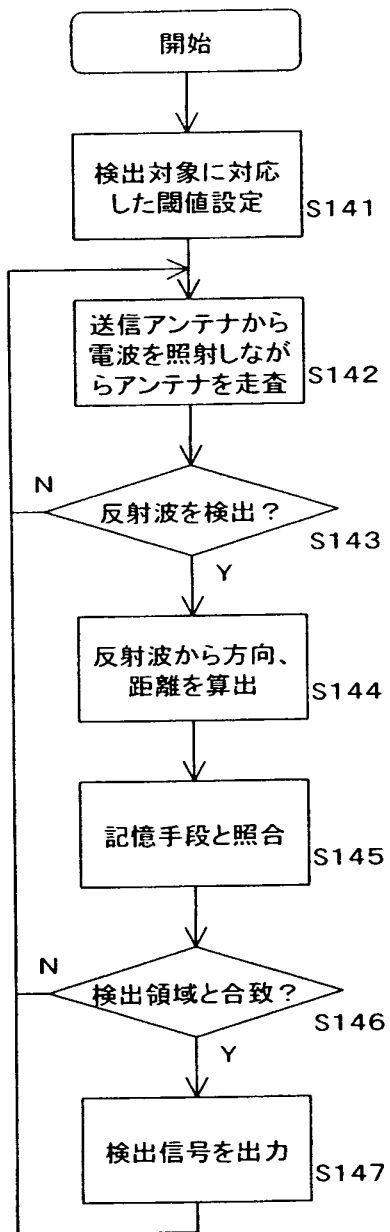 開始
検出対象に対応
した閾値設定
S141
送信アンテナから
電波を照射しなが
らアンテナを走査
S142
N
反射波を検出？
S143
Y
反射波から方向、
距離を算出
S144
記憶手段と照合
S145
N
検出領域と合致？
S146
Y
検出信号を出力
S147